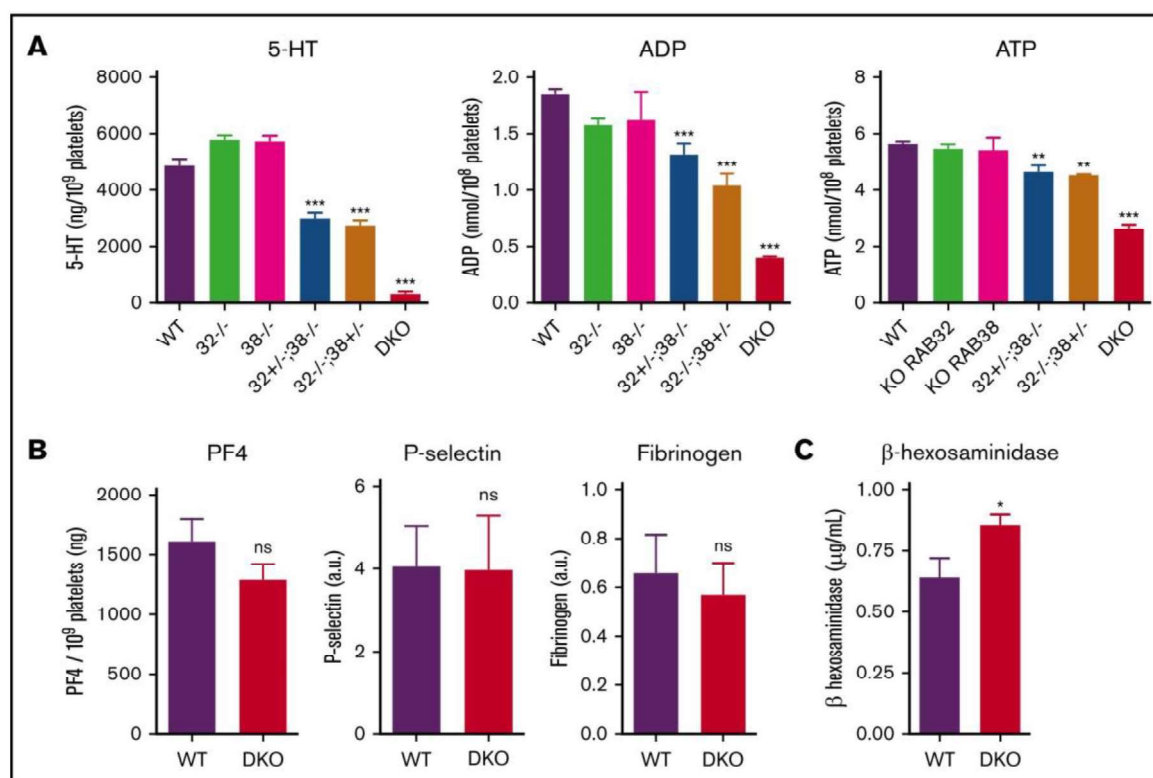 A
5-HT
5-HT (ng/10⁹ platelets)
8000
6000
4000
2000
0
***
***
***
WT
32-/-
38-/-
32+/-;38-/-
32-/-;38+/-
DKO
ADP
ADP (nmol/10⁸ platelets)
2.0
1.5
1.0
0.5
0.0
***
***
***
WT
32-/-
38-/-
32+/-;38-/-
32-/-;38+/-
DKO
ATP
ATP (nmol/10⁸ platelets)
8
6
4
2
0
**
**
***
WT
KO RAB32
KO RAB38
32+/-;38-/-
32-/-;38+/-
DKO
B
PF4
PF4 / 10⁹ platelets (ng)
2000
1500
1000
500
0
ns
WT
DKO
P-selectin
P-selectin (a.u.)
6
4
2
0
ns
WT
DKO
Fibrinogen
Fibrinogen (a.u.)
1.0
0.8
0.6
0.4
0.2
0.0
ns
WT
DKO
C
β-hexosaminidase
β hexosaminidase (μg/mL)
1.00
0.75
0.50
0.25
0.00
*
WT
DKO